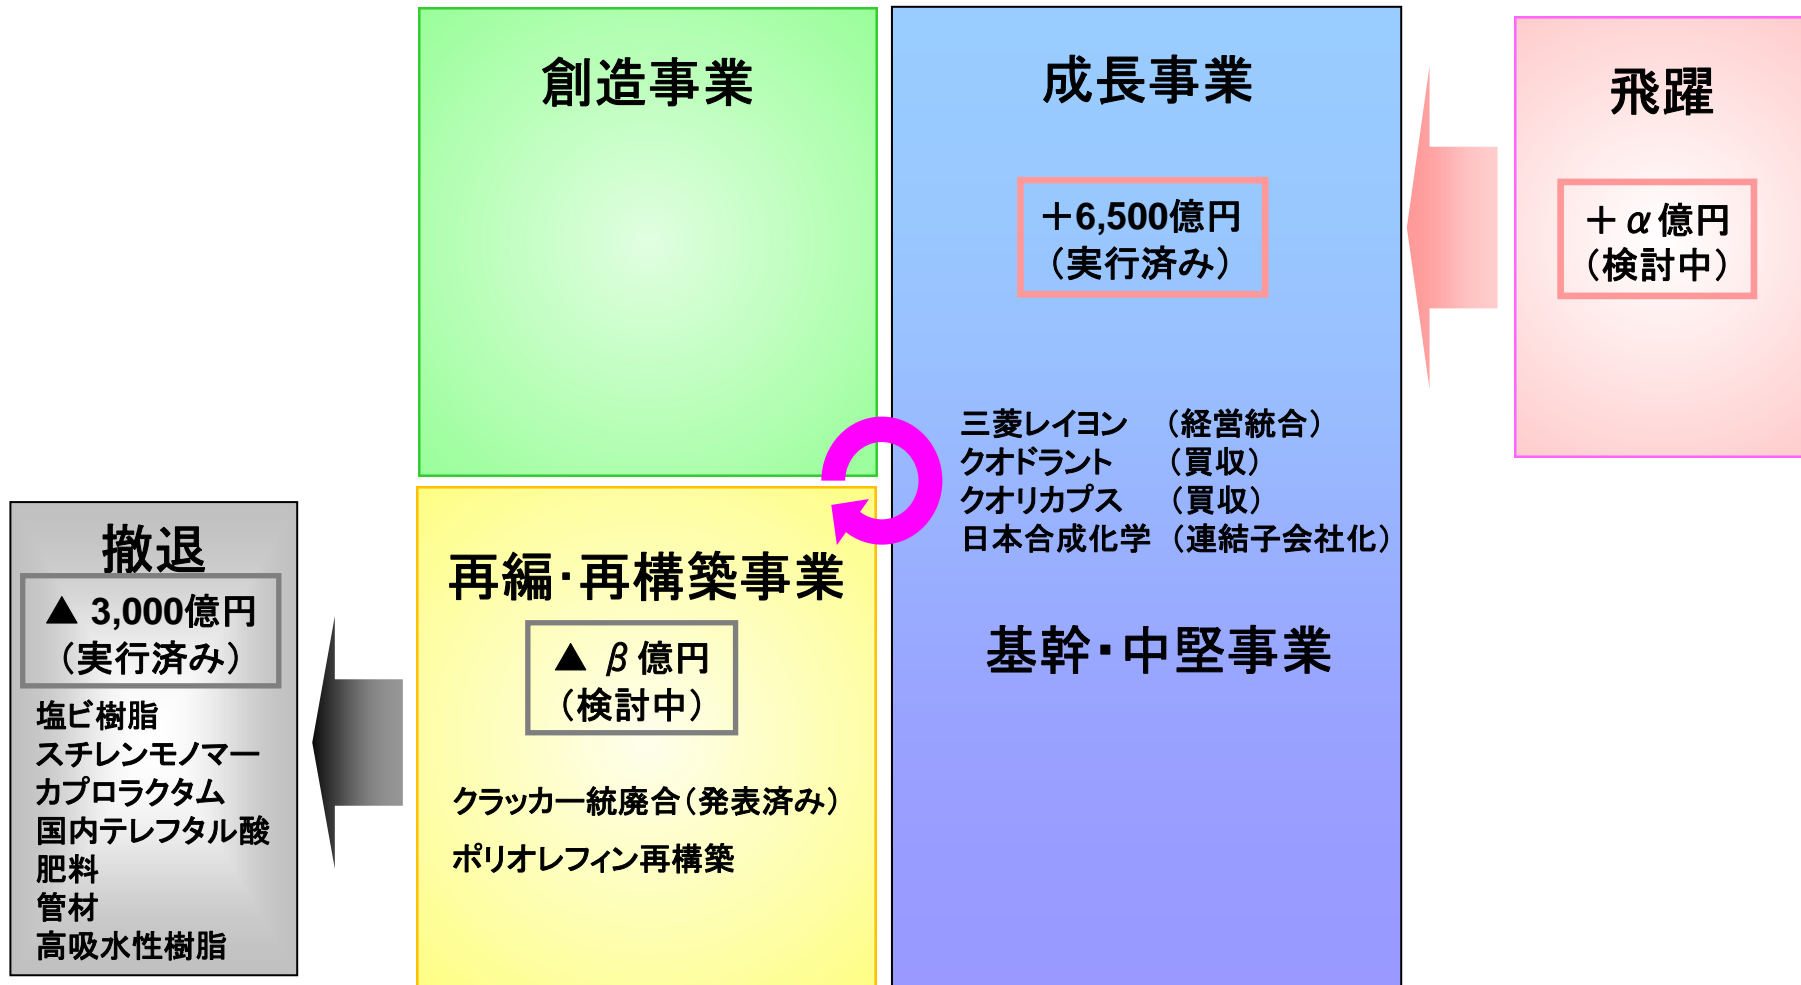 創造事業
成長事業
＋6,500億円
（実行済み）
三菱レイヨン　（経営統合）
クオドラント　（買収）
クオリカプス　（買収）
日本合成化学　（連結子会社化）
基幹・中堅事業
飛躍
＋α億円
（検討中）
撤退
▲ 3,000億円
（実行済み）
塩ビ樹脂
スチレンモノマー
カプロラクタム
国内テレフタル酸
肥料
管材
高吸水性樹脂
再編・再構築事業
▲ β億円
（検討中）
クラッカー統廃合（発表済み）
ポリオレフィン再構築